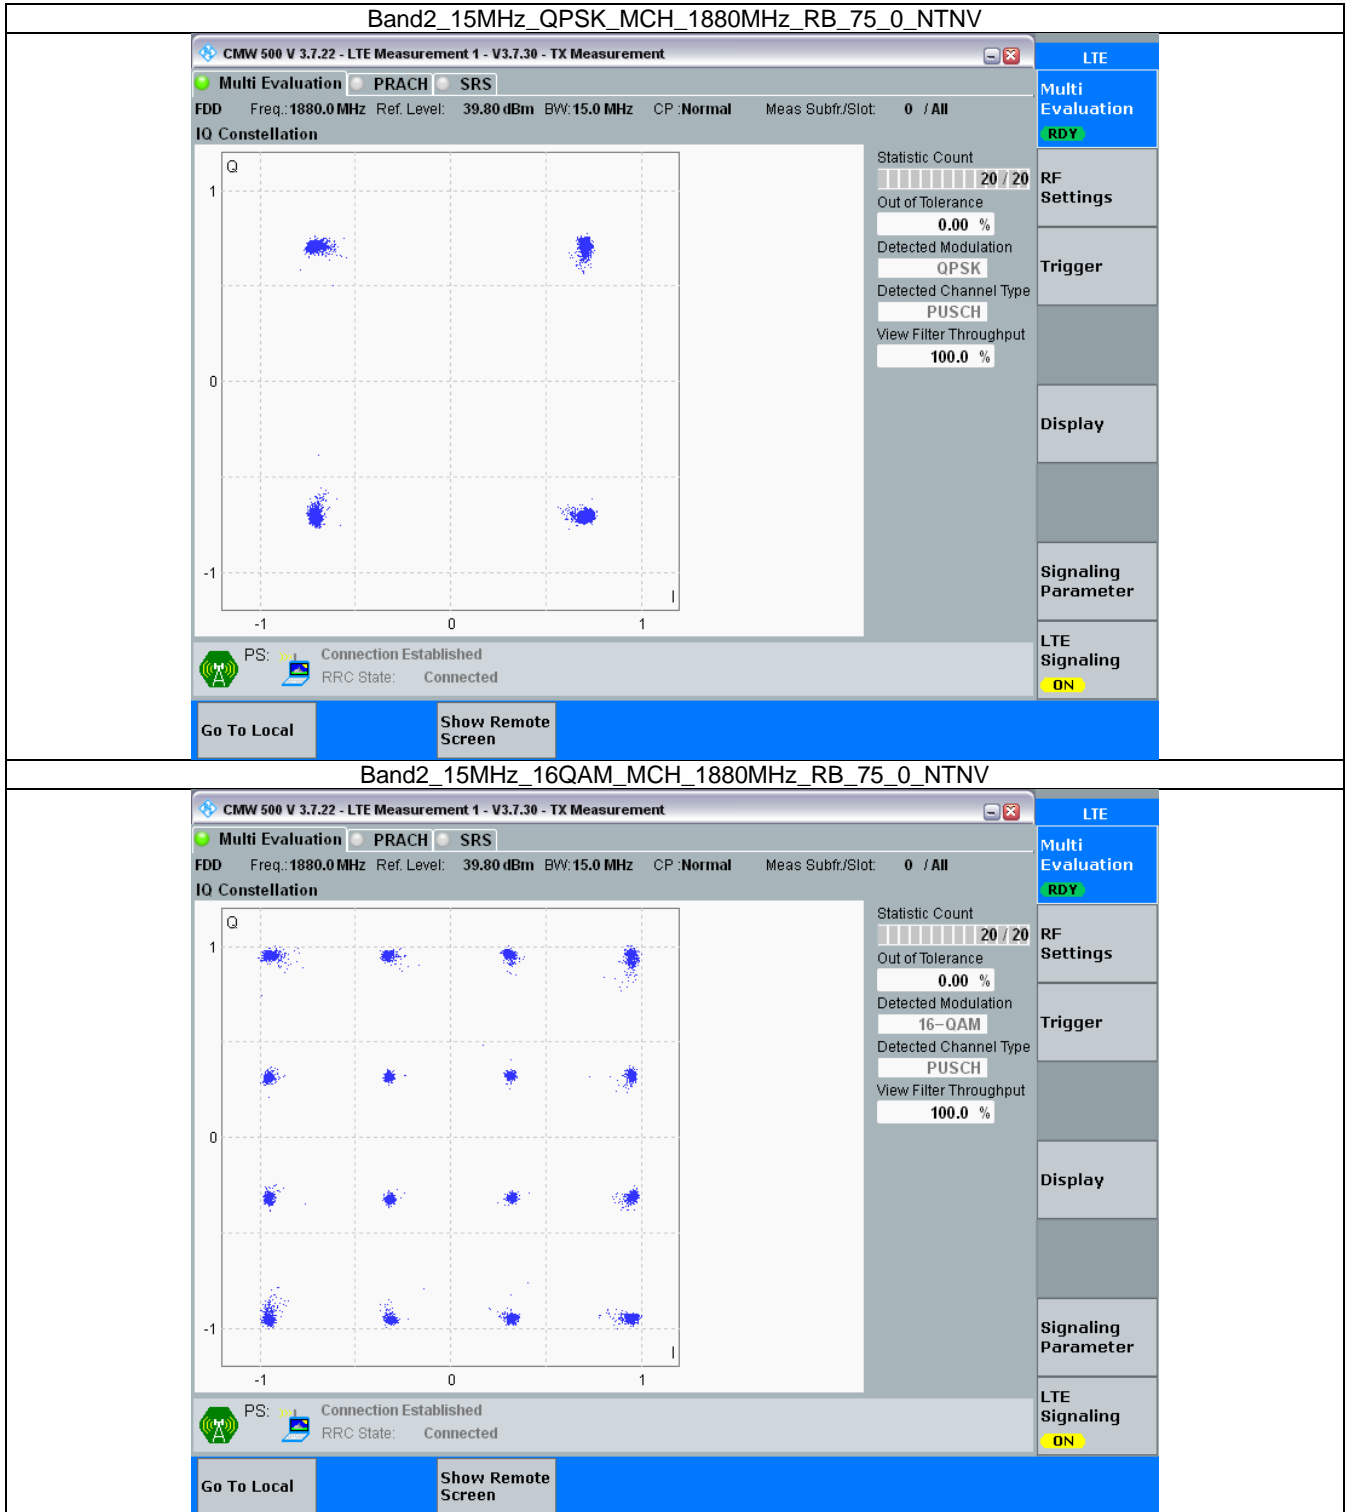 Band2_15MHz_QPSK_MCH_1880MHz_RB_75_0_NTNV
CMW 500 V 3.7.22 - LTE Measurement 1 - V3.7.30 - TX Measurement
LTE
Multi Evaluation PRACH SRS
Multi
Evaluation
RDY
FDD Freq.: 1880.0 MHz Ref. Level: 39.80 dBm BW: 15.0 MHz CP : Normal Meas Subfr./Slot: 0 / All
IQ Constellation
Q
1
0
-1
I
-1 0 1
Statistic Count
20 / 20
Out of Tolerance
0.00 %
Detected Modulation
QPSK
Detected Channel Type
PUSCH
View Filter Throughput
100.0 %
RF
Settings
Trigger
Display
Signaling
Parameter
LTE
Signaling
ON
PS: Connection Established
RRC State: Connected
Go To Local
Show Remote
Screen
Band2_15MHz_16QAM_MCH_1880MHz_RB_75_0_NTNV
CMW 500 V 3.7.22 - LTE Measurement 1 - V3.7.30 - TX Measurement
LTE
Multi Evaluation PRACH SRS
Multi
Evaluation
RDY
FDD Freq.: 1880.0 MHz Ref. Level: 39.80 dBm BW: 15.0 MHz CP : Normal Meas Subfr./Slot: 0 / All
IQ Constellation
Q
1
0
-1
I
-1 0 1
Statistic Count
20 / 20
Out of Tolerance
0.00 %
Detected Modulation
16-QAM
Detected Channel Type
PUSCH
View Filter Throughput
100.0 %
RF
Settings
Trigger
Display
Signaling
Parameter
LTE
Signaling
ON
PS: Connection Established
RRC State: Connected
Go To Local
Show Remote
Screen